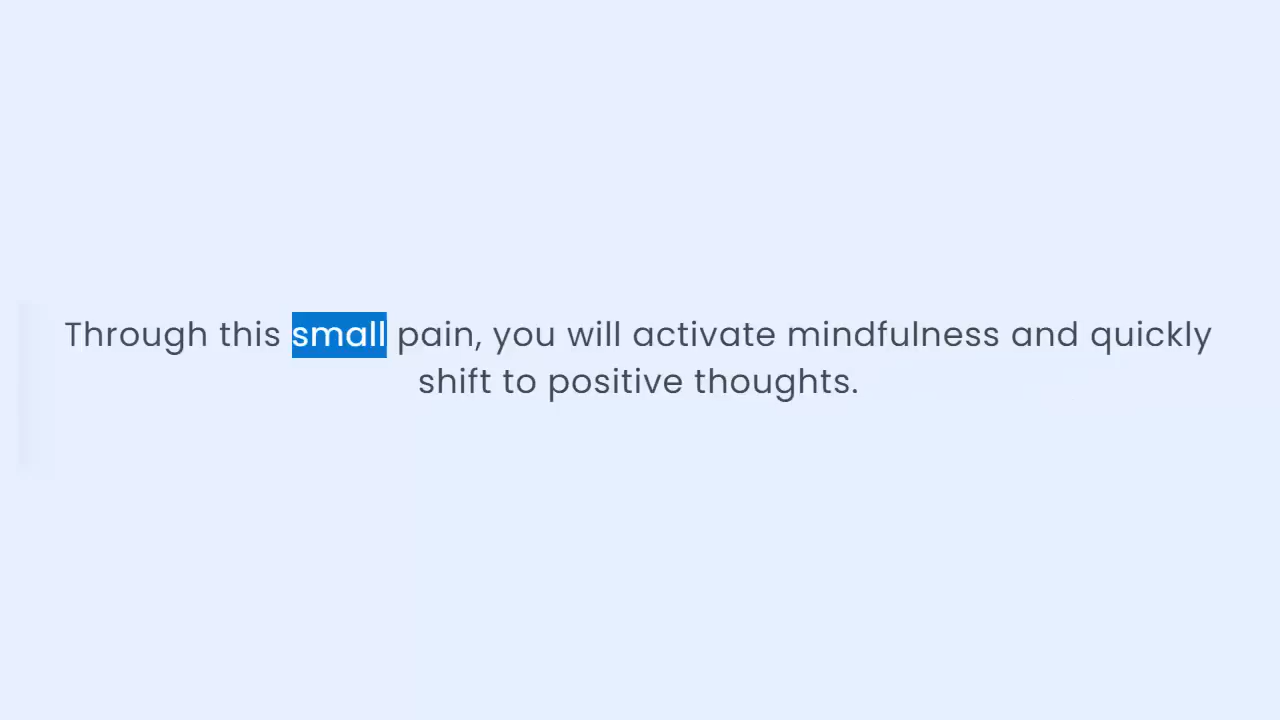 Through this small pain, you will activate mindfulness and quickly
shift to positive thoughts.